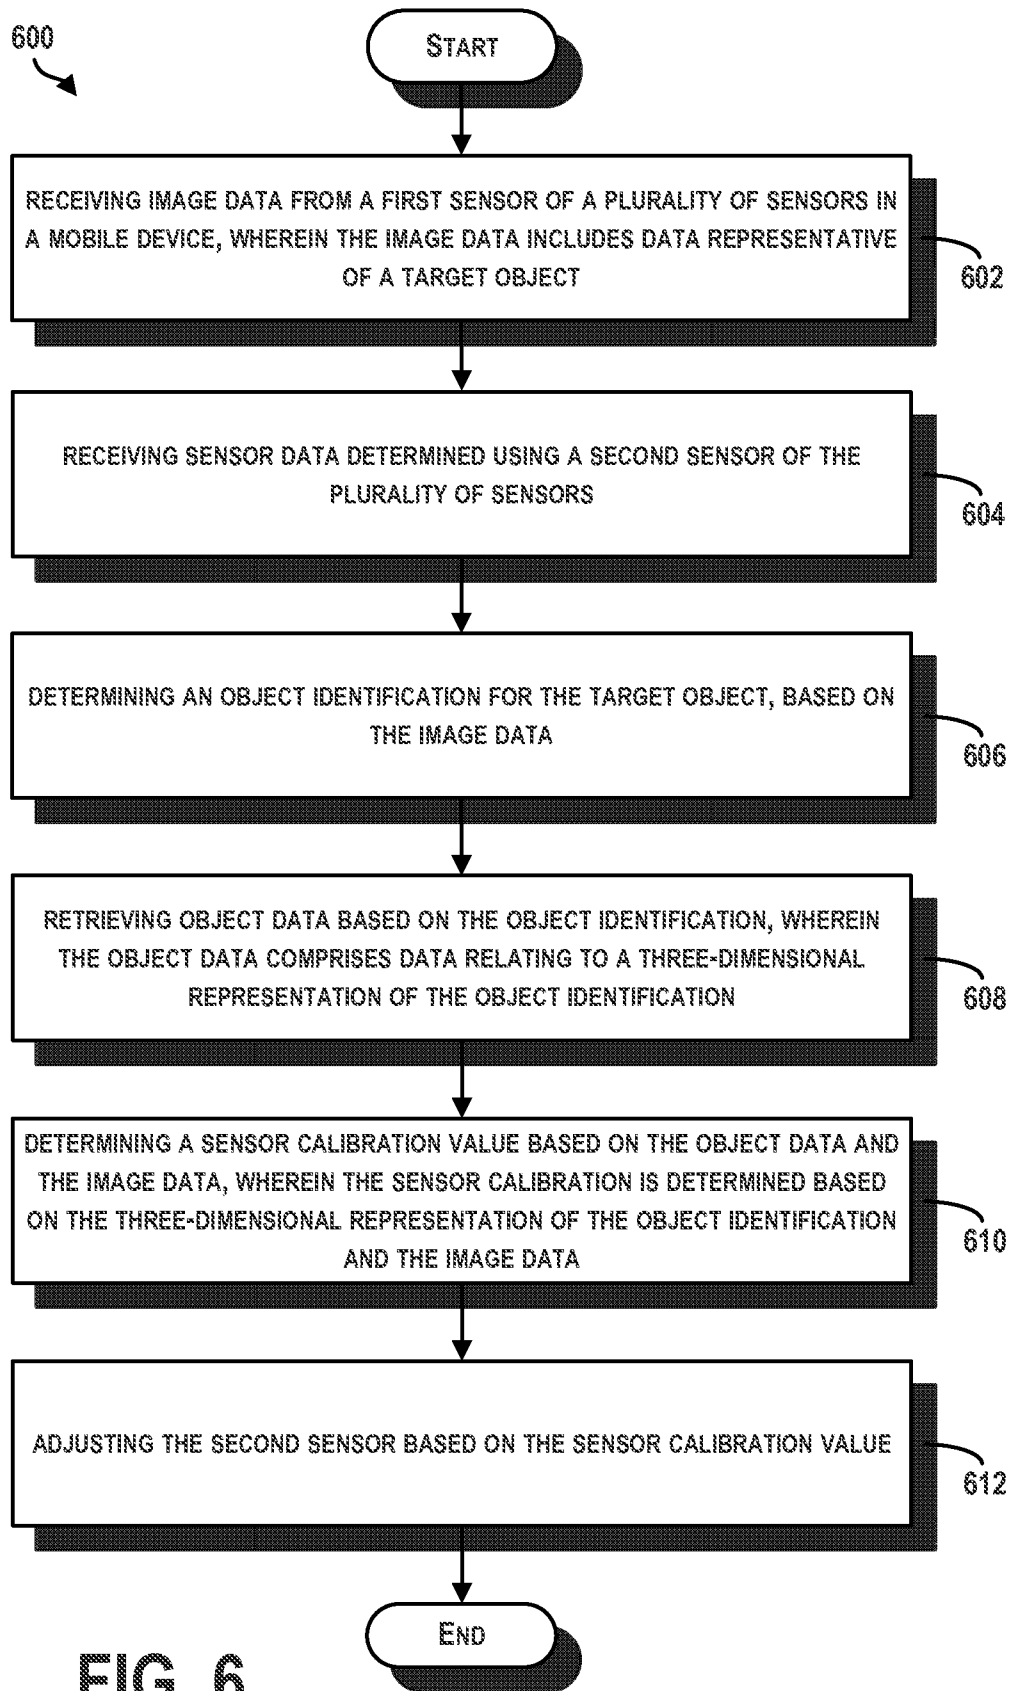 600
START
RECEIVING IMAGE DATA FROM A FIRST SENSOR OF A PLURALITY OF SENSORS IN
A MOBILE DEVICE, WHEREIN THE IMAGE DATA INCLUDES DATA REPRESENTATIVE
OF A TARGET OBJECT
602
RECEIVING SENSOR DATA DETERMINED USING A SECOND SENSOR OF THE
PLURALITY OF SENSORS
604
DETERMINING AN OBJECT IDENTIFICATION FOR THE TARGET OBJECT, BASED ON
THE IMAGE DATA
606
RETRIEVING OBJECT DATA BASED ON THE OBJECT IDENTIFICATION, WHEREIN
THE OBJECT DATA COMPRISES DATA RELATING TO A THREE-DIMENSIONAL
REPRESENTATION OF THE OBJECT IDENTIFICATION
608
DETERMINING A SENSOR CALIBRATION VALUE BASED ON THE OBJECT DATA AND
THE IMAGE DATA, WHEREIN THE SENSOR CALIBRATION IS DETERMINED BASED
ON THE THREE-DIMENSIONAL REPRESENTATION OF THE OBJECT IDENTIFICATION
AND THE IMAGE DATA
610
ADJUSTING THE SECOND SENSOR BASED ON THE SENSOR CALIBRATION VALUE
612
END
FIG. 6